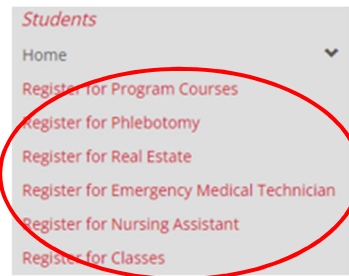 Students
Home
Register for Program Courses
Register for Phlebotomy
Register for Real Estate
Register for Emergency Medical Technician
Register for Nursing Assistant
Register for Classes